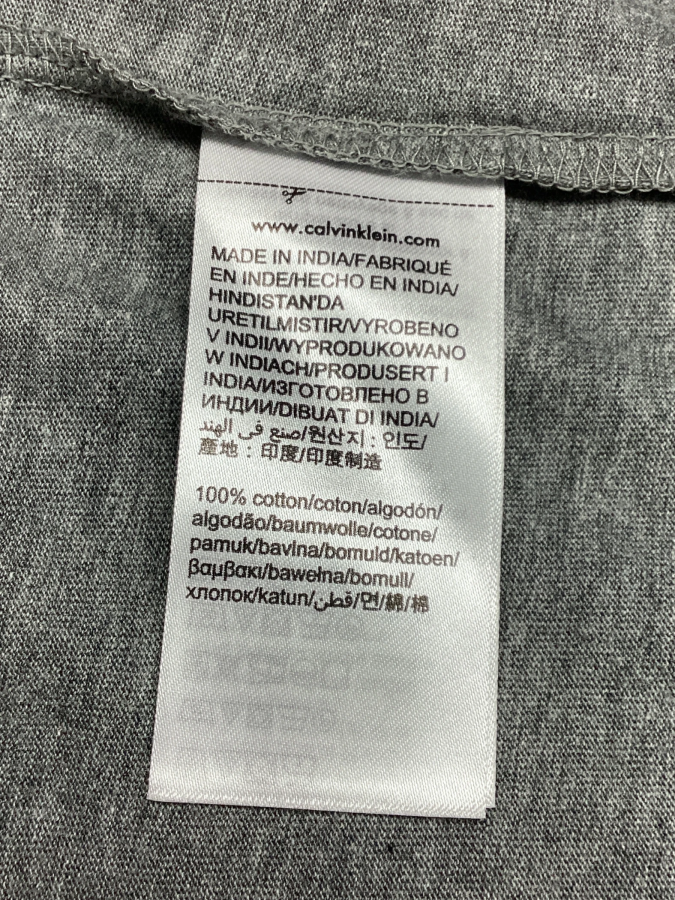 www.calvinklein.com
MADE IN INDIA/FABRIQUÉ
EN INDE/HECHO EN INDIA/
HINDISTAN'DA
URETILMISTIR/VYROBENO
V INDII/WYPRODUKOWANO
W INDIACH/PRODUSERT I
INDIA/ИЗГОТОВЛЕНО В
ИНДИИ/DIBUAT DI INDIA/
صنع في الهند/원산지 : 인도/
產地 : 印度/印度制造
100% cotton/coton/algodón/
algodão/baumwolle/cotone/
pamuk/bavlna/bomuld/katoen/
βαμβακι/bawełna/bomull/
хлопок/katun/قطن/면/綿/棉